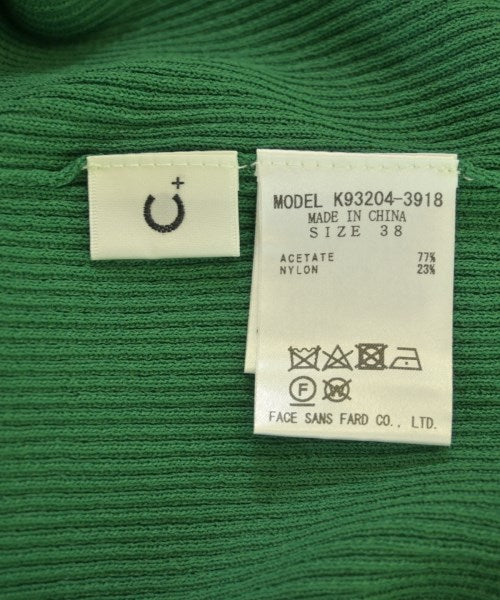 C+
MODEL K93204-3918
MADE IN CHINA
SIZE 38
ACETATE 77%
NYLON 23%
F W
FACE SANS FARD CO., LTD.